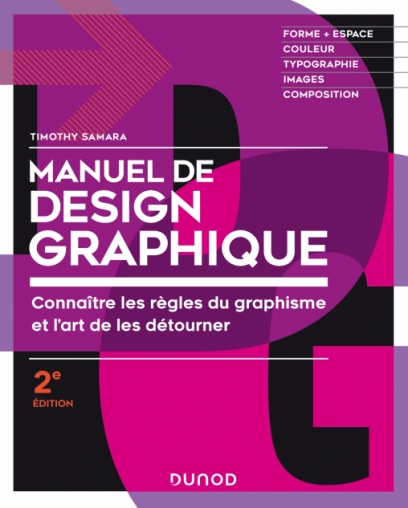 FORME + ESPACE
COULEUR
TYPOGRAPHIE
IMAGES
COMPOSITION
TIMOTHY SAMARA
MANUEL DE
DESIGN
GRAPHIQUE
Connaître les règles du graphisme
et l'art de les détourner
2e
ÉDITION
DUNOD